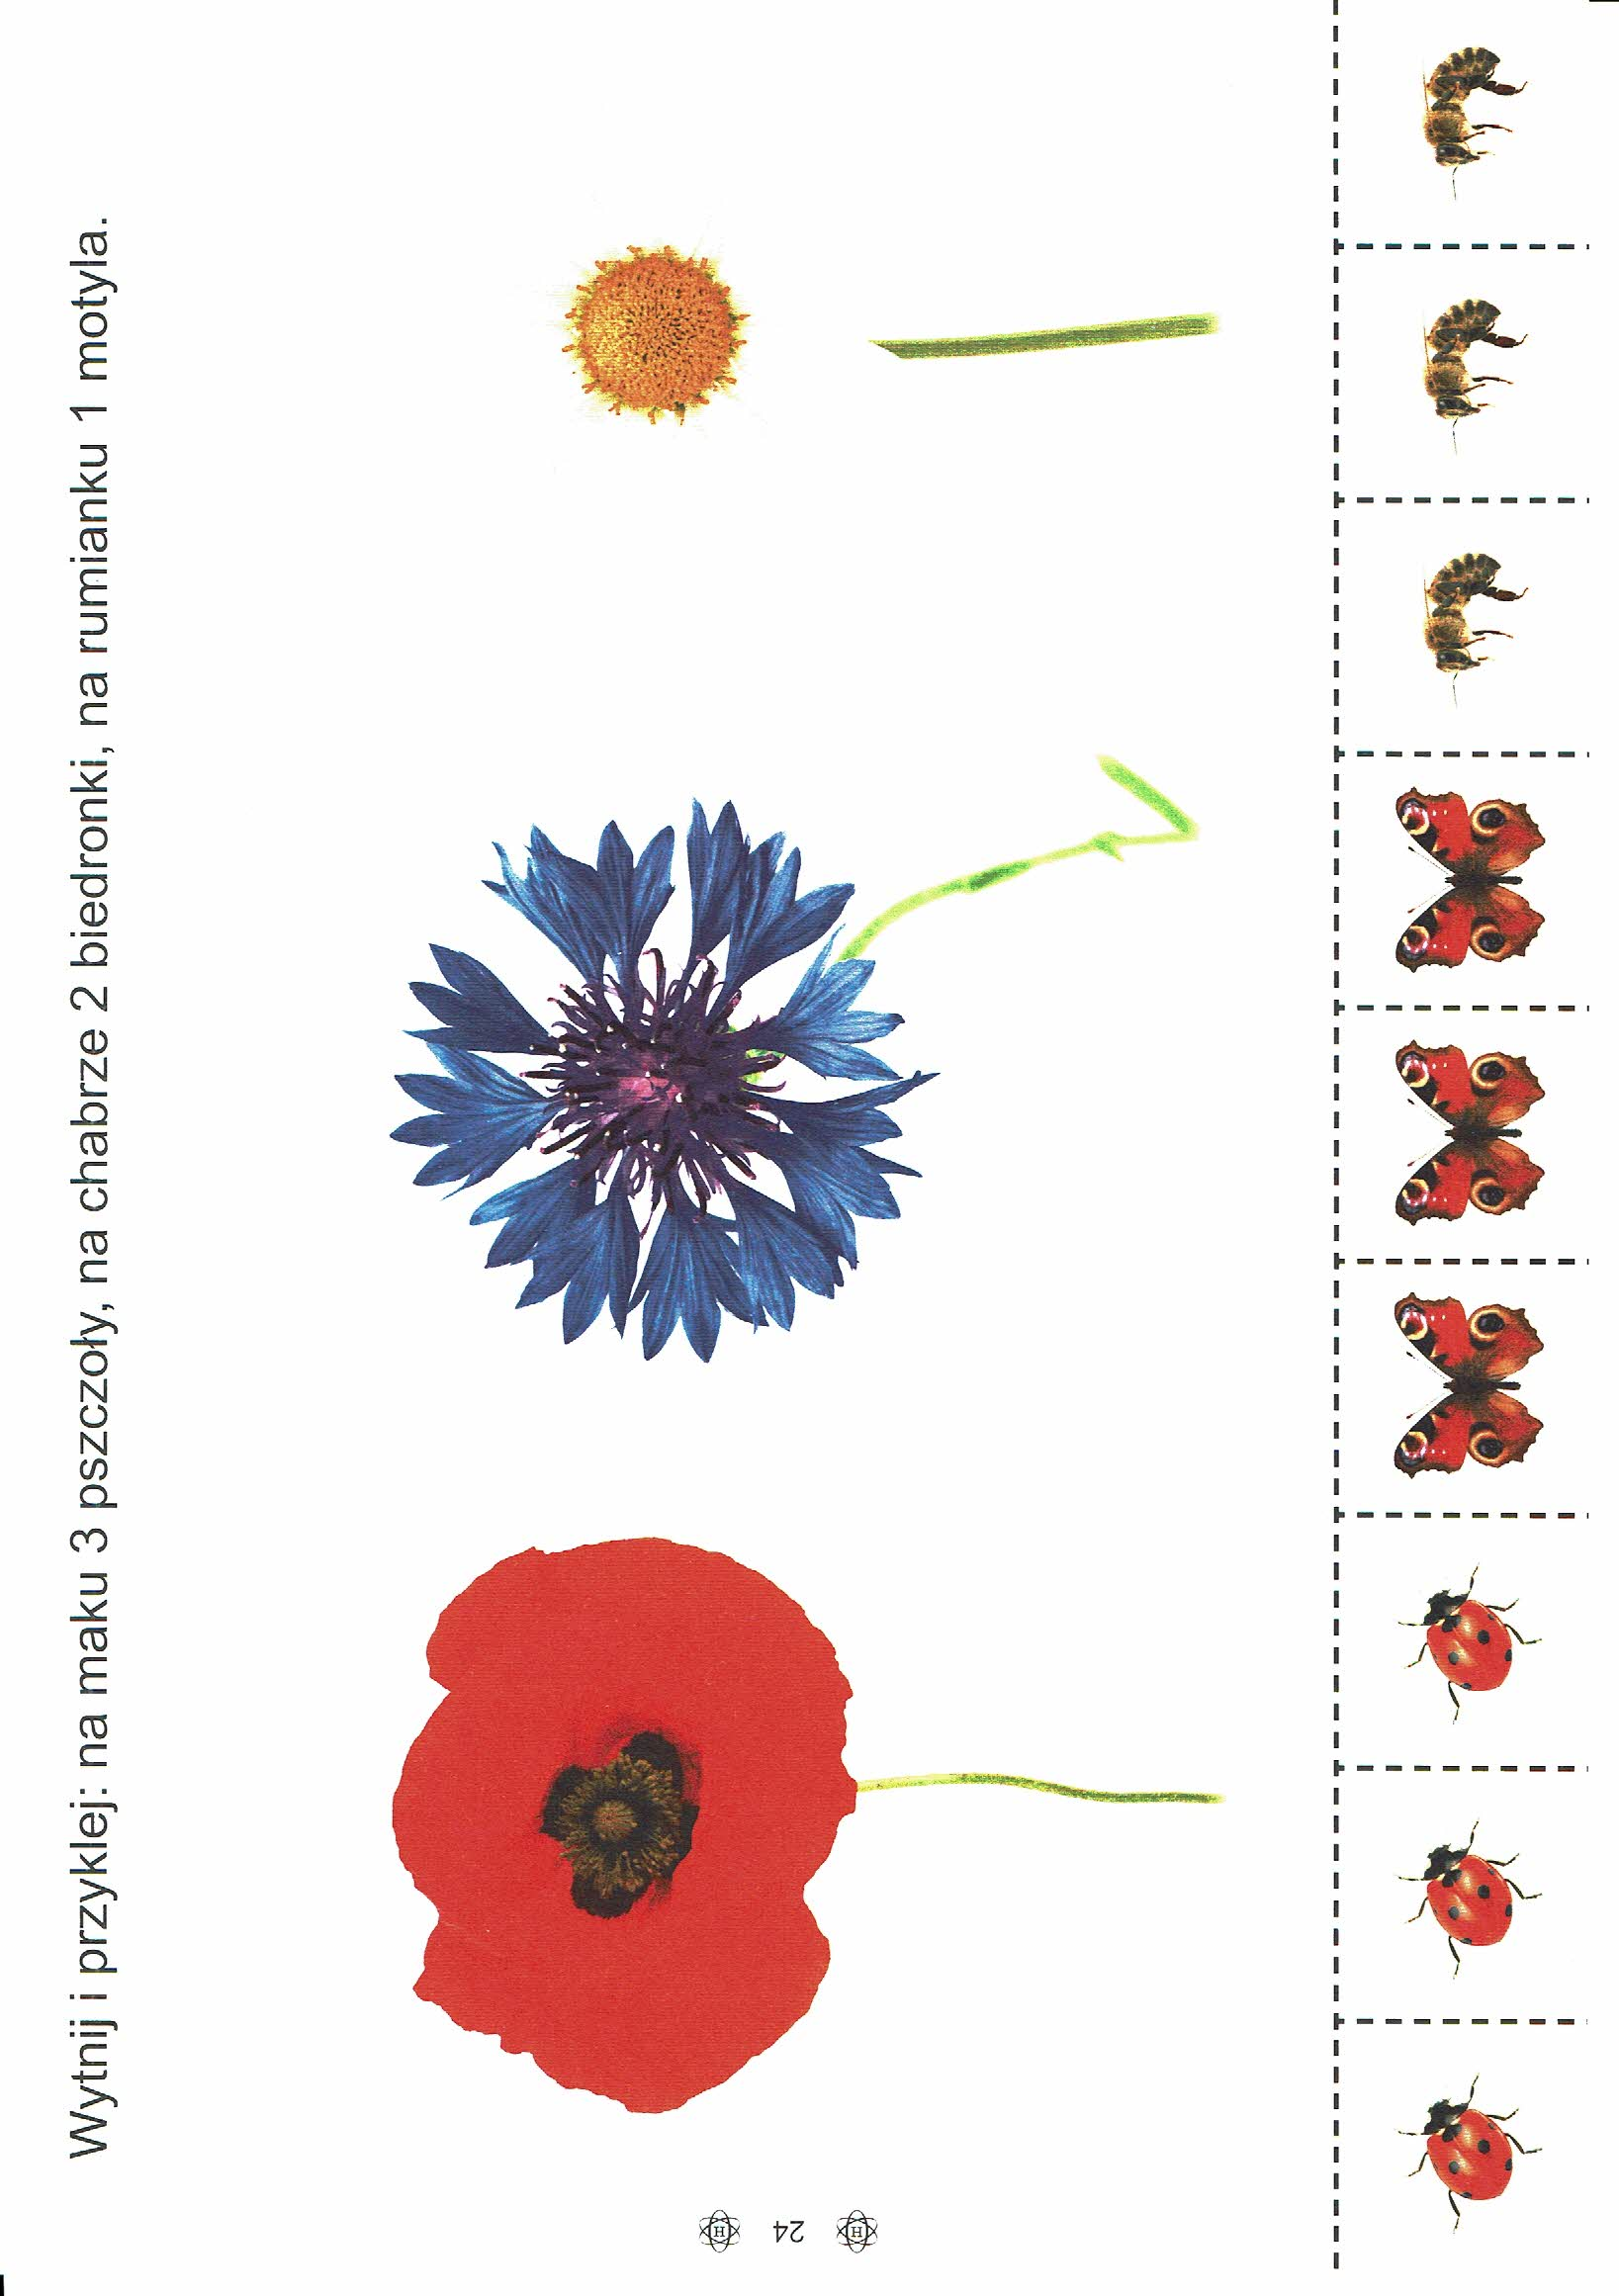 Wytnij i przyklej: na maku 3 pszczoły, na chabrze 2 biedronki, na rumianku 1 motyla.
H 24 H